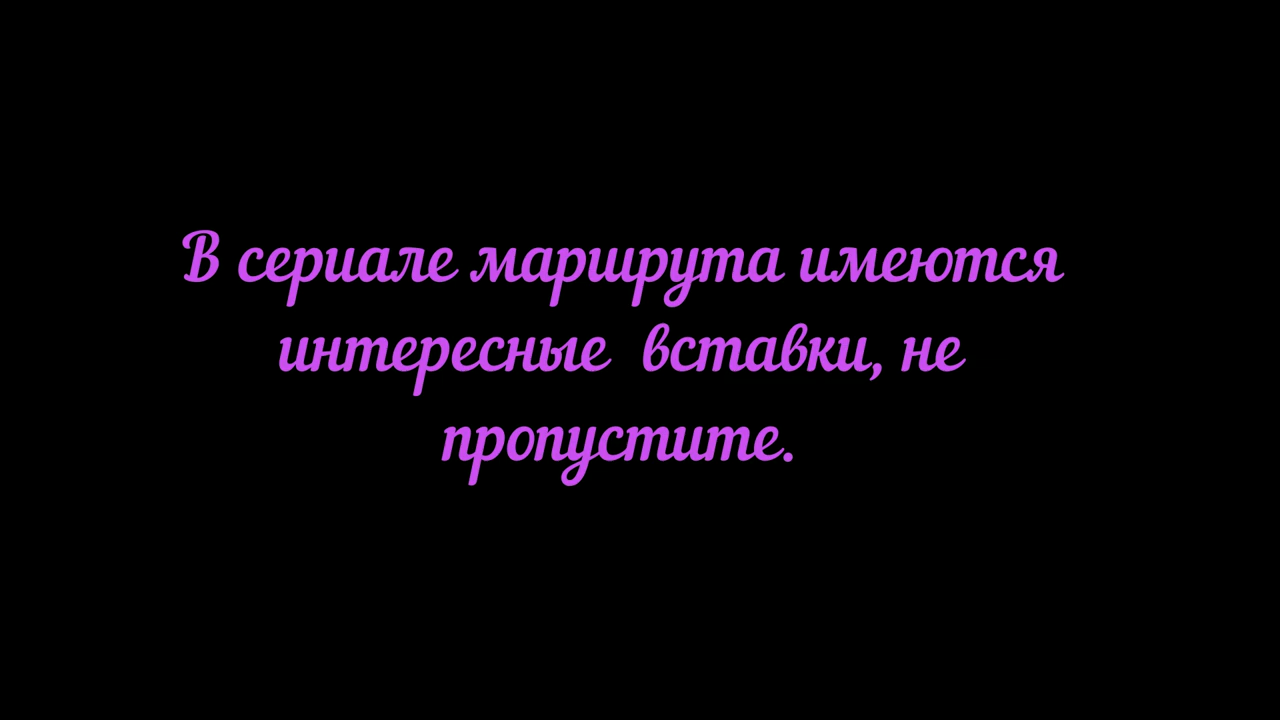 В сериале маршрута имеются
интересные  вставки, не
пропустите.